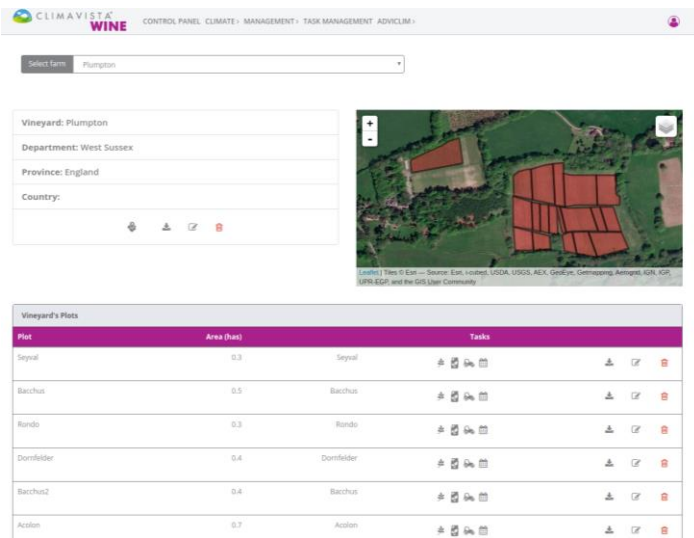 CLIMAVISTA
WINE
CONTROL PANEL CLIMATE› MANAGEMENT› TASK MANAGEMENT ADVICLIM›
Select farm Plumpton
Vineyard: Plumpton
Department: West Sussex
Province: England
Country:
+
-
Leaflet | Tiles © Esri — Source: Esri, i-cubed, USDA, USGS, AEX, GeoEye, Getmapping, Aerogrid, IGN, IGP,
UPR-EGP, and the GIS User Community
Vineyard's Plots
Plot Area (has) Tasks
Seyval 0.3 Seyval
Bacchus 0.5 Bacchus
Rondo 0.3 Rondo
Dornfelder 0.4 Dornfelder
Bacchus2 0.4 Bacchus
Acolon 0.7 Acolon